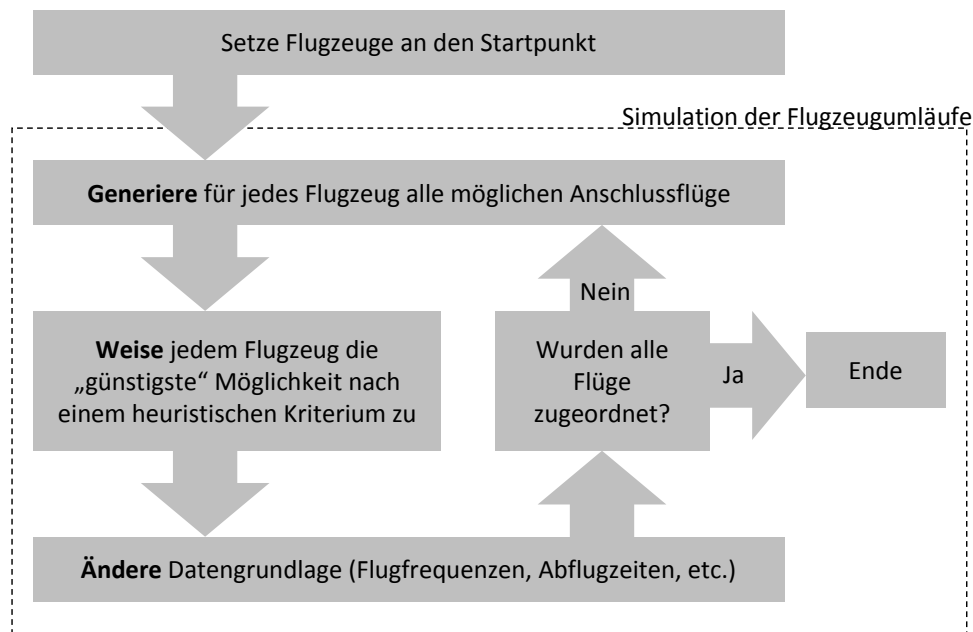 Setze Flugzeuge an den Startpunkt
Simulation der Flugzeugumläufe
Generiere für jedes Flugzeug alle möglichen Anschlussflüge
Nein
Weise jedem Flugzeug die
„günstigste“ Möglichkeit nach
einem heuristischen Kriterium zu
Wurden alle
Flüge
zugeordnet?
Ja
Ende
Ändere Datengrundlage (Flugfrequenzen, Abflugzeiten, etc.)